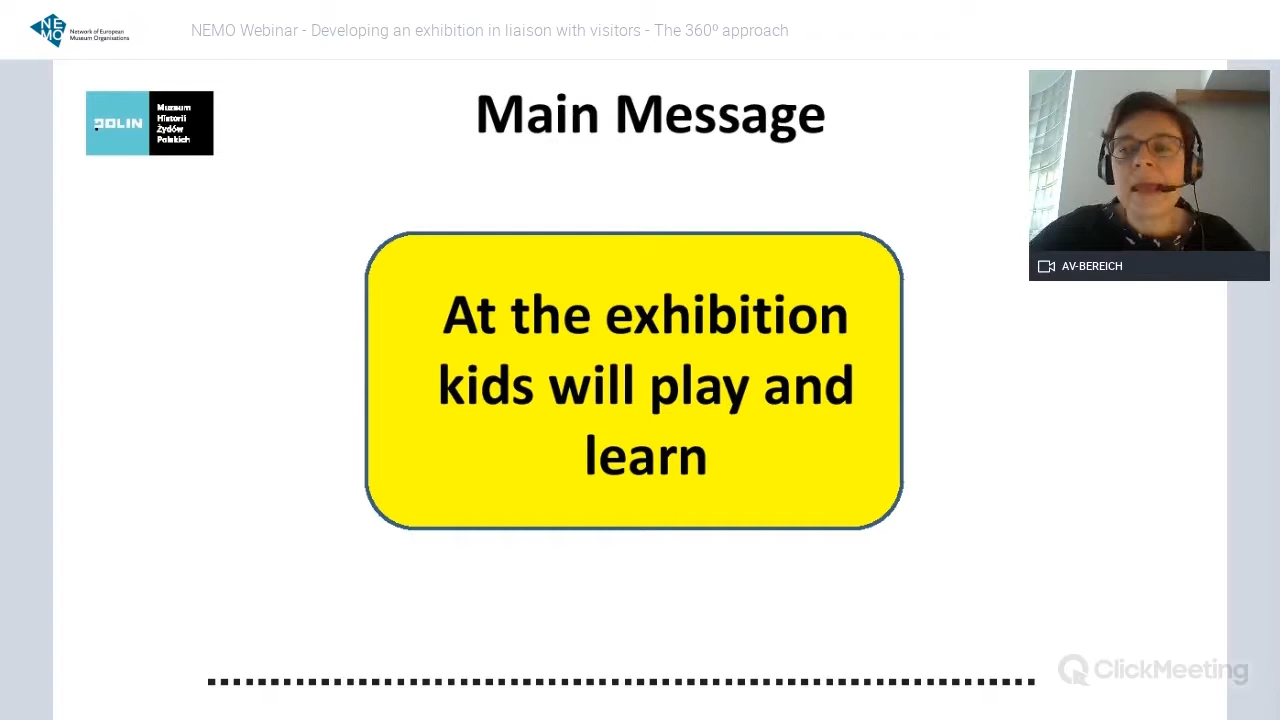 NEMO
Network of European
Museum Organisations
NEMO Webinar - Developing an exhibition in liaison with visitors - The 360º approach
POLIN
Muzeum
Historii
Żydów
Polskich
Main Message
At the exhibition
kids will play and
learn
AV-BEREICH
ClickMeeting